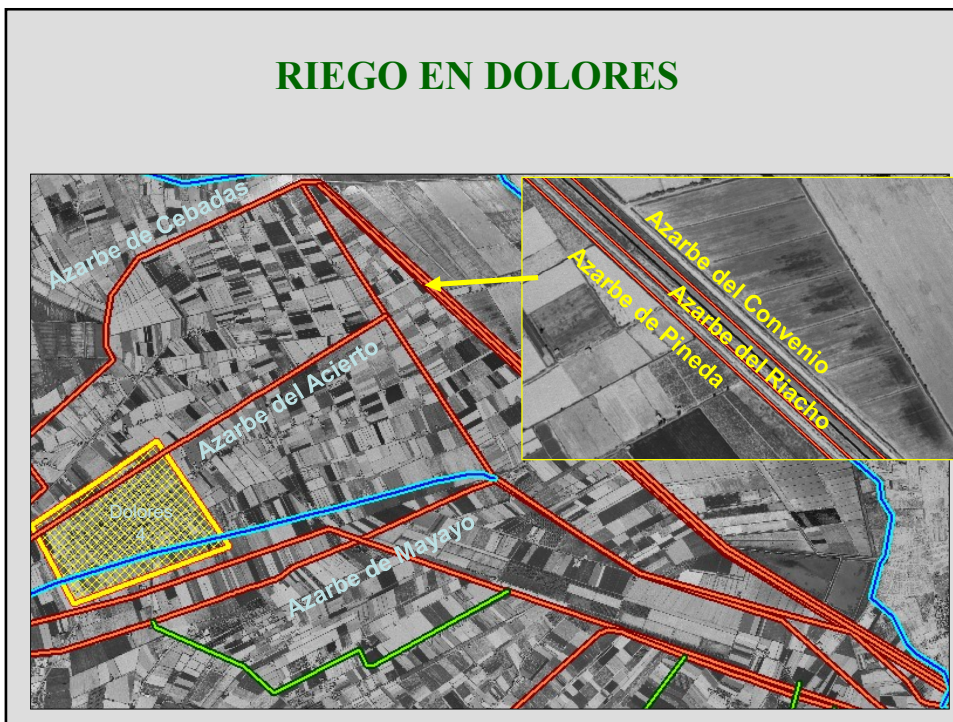 RIEGO EN DOLORES
Azarbe de Cebadas
Azarbe del Convenio
Azarbe del Riacho
Azarbe de Pineda
Azarbe del Acierto
Dolores
4
Azarbe de Mayayo